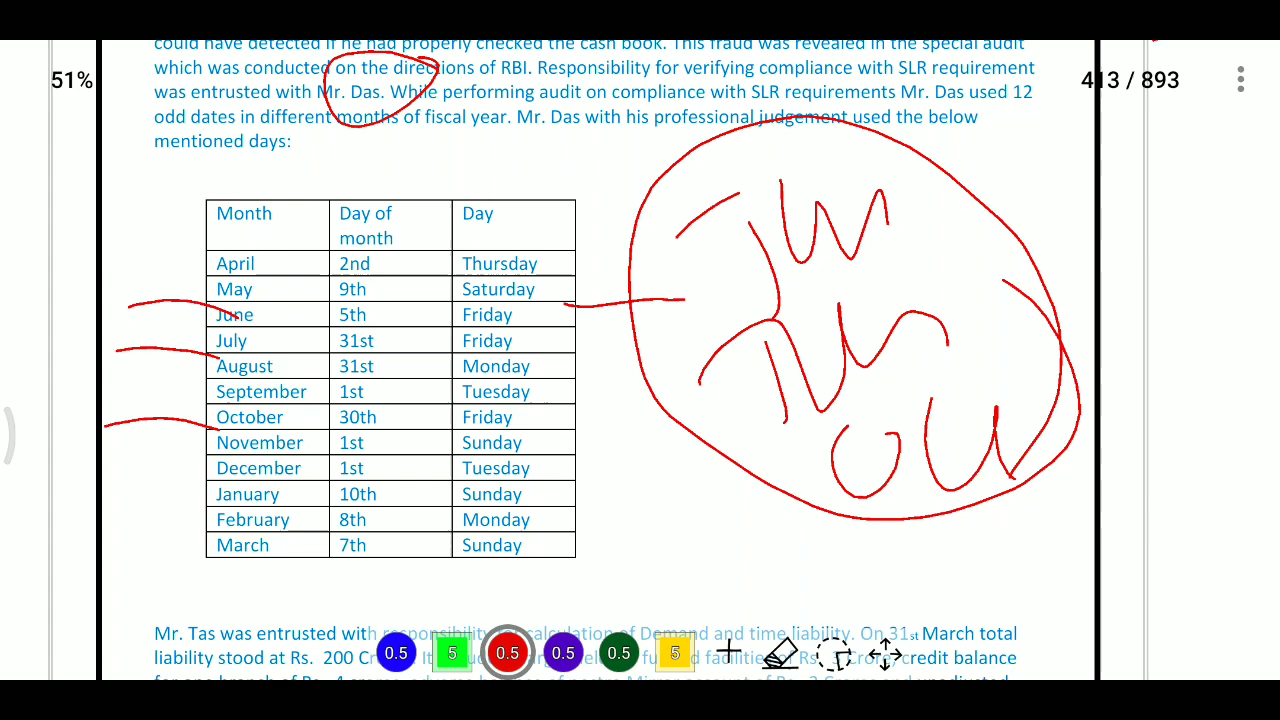 could have detected if he had properly checked the cash book. This fraud was revealed in the special audit
51%
which was conducted on the directions of RBI. Responsibility for verifying compliance with SLR requirement
413 / 893
was entrusted with Mr. Das. While performing audit on compliance with SLR requirements Mr. Das used 12
odd dates in different months of fiscal year. Mr. Das with his professional judgement used the below
mentioned days:
Month Day of month Day
April 2nd Thursday
May 9th Saturday
June 5th Friday
July 31st Friday
August 31st Monday
September 1st Tuesday
October 30th Friday
November 1st Sunday
December 1st Tuesday
January 10th Sunday
February 8th Monday
March 7th Sunday
Mr. Tas was entrusted with responsibility for calculation of Demand and time liability. On 31st March total
liability stood at Rs. 200 facilities of Rs. 3 Crore, credit balance
0.5 5 0.5 0.5 0.5 5